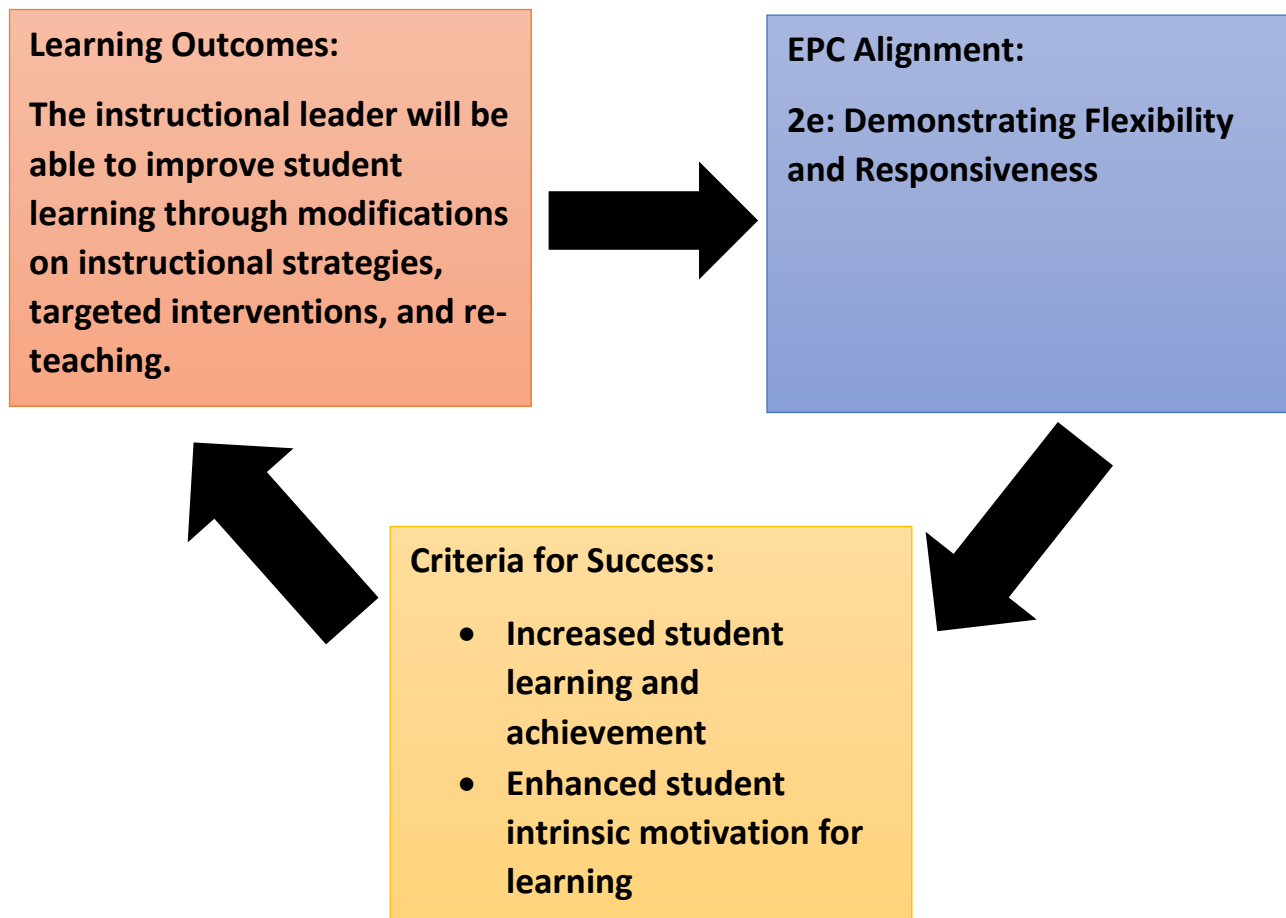 Learning Outcomes:
The instructional leader will be
able to improve student
learning through modifications
on instructional strategies,
targeted interventions, and re-
teaching.
EPC Alignment:
2e: Demonstrating Flexibility
and Responsiveness
Criteria for Success:
• Increased student
learning and
achievement
• Enhanced student
intrinsic motivation for
learning